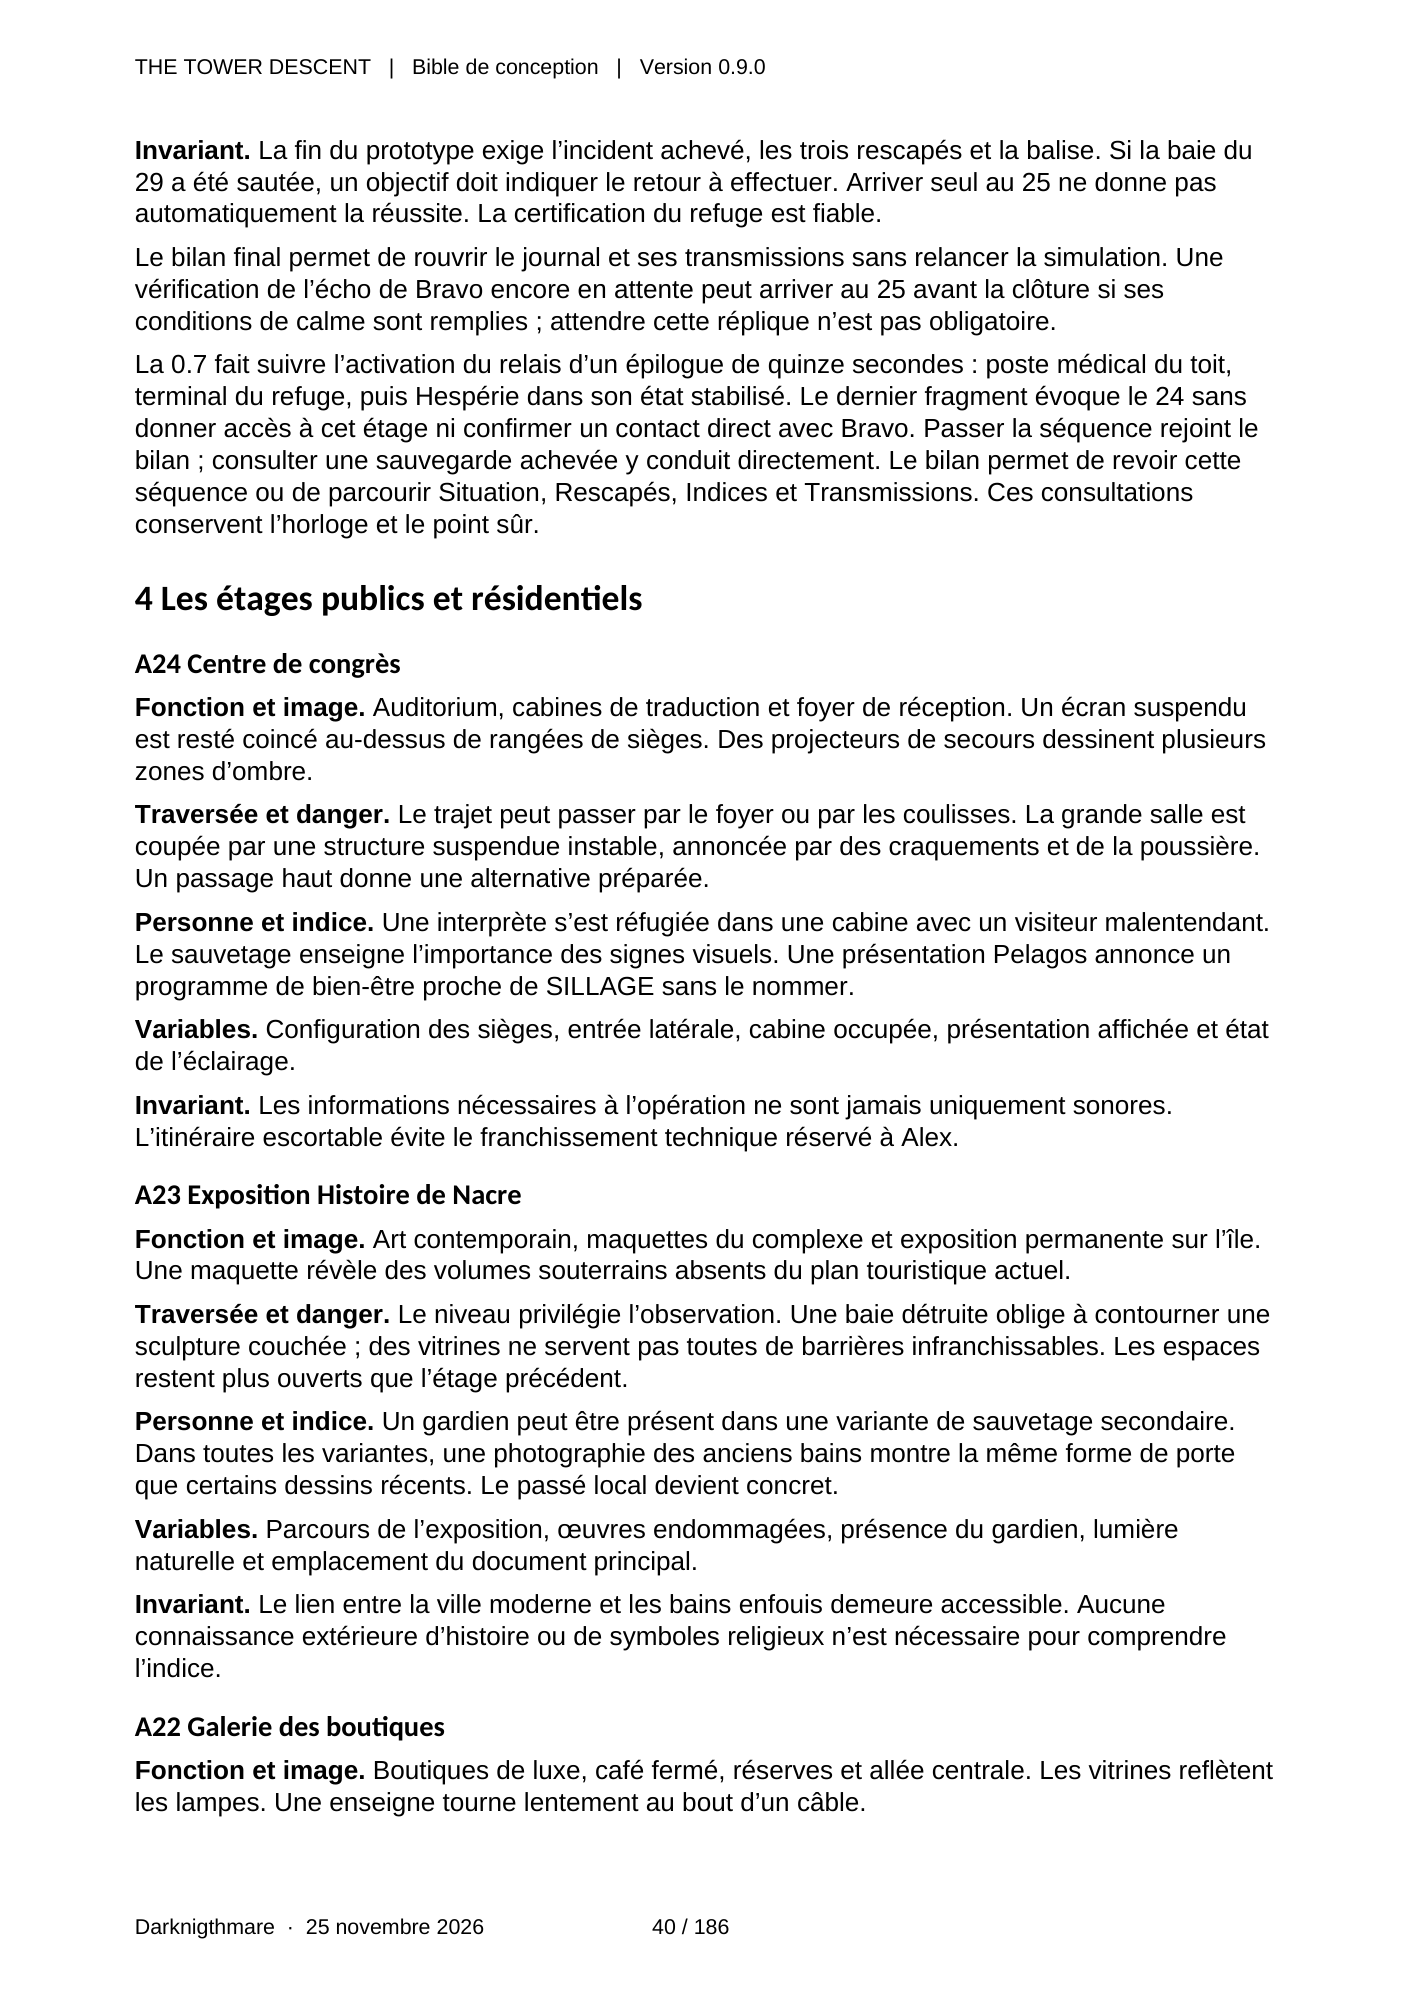 THE TOWER DESCENT | Bible de conception | Version 0.9.0
Invariant. La fin du prototype exige l’incident achevé, les trois rescapés et la balise. Si la baie du
29 a été sautée, un objectif doit indiquer le retour à effectuer. Arriver seul au 25 ne donne pas
automatiquement la réussite. La certification du refuge est fiable.
Le bilan final permet de rouvrir le journal et ses transmissions sans relancer la simulation. Une
vérification de l’écho de Bravo encore en attente peut arriver au 25 avant la clôture si ses
conditions de calme sont remplies ; attendre cette réplique n’est pas obligatoire.
La 0.7 fait suivre l’activation du relais d’un épilogue de quinze secondes : poste médical du toit,
terminal du refuge, puis Hespérie dans son état stabilisé. Le dernier fragment évoque le 24 sans
donner accès à cet étage ni confirmer un contact direct avec Bravo. Passer la séquence rejoint le
bilan ; consulter une sauvegarde achevée y conduit directement. Le bilan permet de revoir cette
séquence ou de parcourir Situation, Rescapés, Indices et Transmissions. Ces consultations
conservent l’horloge et le point sûr.
4 Les étages publics et résidentiels
A24 Centre de congrès
Fonction et image. Auditorium, cabines de traduction et foyer de réception. Un écran suspendu
est resté coincé au-dessus de rangées de sièges. Des projecteurs de secours dessinent plusieurs
zones d’ombre.
Traversée et danger. Le trajet peut passer par le foyer ou par les coulisses. La grande salle est
coupée par une structure suspendue instable, annoncée par des craquements et de la poussière.
Un passage haut donne une alternative préparée.
Personne et indice. Une interprète s’est réfugiée dans une cabine avec un visiteur malentendant.
Le sauvetage enseigne l’importance des signes visuels. Une présentation Pelagos annonce un
programme de bien-être proche de SILLAGE sans le nommer.
Variables. Configuration des sièges, entrée latérale, cabine occupée, présentation affichée et état
de l’éclairage.
Invariant. Les informations nécessaires à l’opération ne sont jamais uniquement sonores.
L’itinéraire escortable évite le franchissement technique réservé à Alex.
A23 Exposition Histoire de Nacre
Fonction et image. Art contemporain, maquettes du complexe et exposition permanente sur l’île.
Une maquette révèle des volumes souterrains absents du plan touristique actuel.
Traversée et danger. Le niveau privilégie l’observation. Une baie détruite oblige à contourner une
sculpture couchée ; des vitrines ne servent pas toutes de barrières infranchissables. Les espaces
restent plus ouverts que l’étage précédent.
Personne et indice. Un gardien peut être présent dans une variante de sauvetage secondaire.
Dans toutes les variantes, une photographie des anciens bains montre la même forme de porte
que certains dessins récents. Le passé local devient concret.
Variables. Parcours de l’exposition, œuvres endommagées, présence du gardien, lumière
naturelle et emplacement du document principal.
Invariant. Le lien entre la ville moderne et les bains enfouis demeure accessible. Aucune
connaissance extérieure d’histoire ou de symboles religieux n’est nécessaire pour comprendre
l’indice.
A22 Galerie des boutiques
Fonction et image. Boutiques de luxe, café fermé, réserves et allée centrale. Les vitrines reflètent
les lampes. Une enseigne tourne lentement au bout d’un câble.
Darknigthmare · 25 novembre 2026 40 / 186